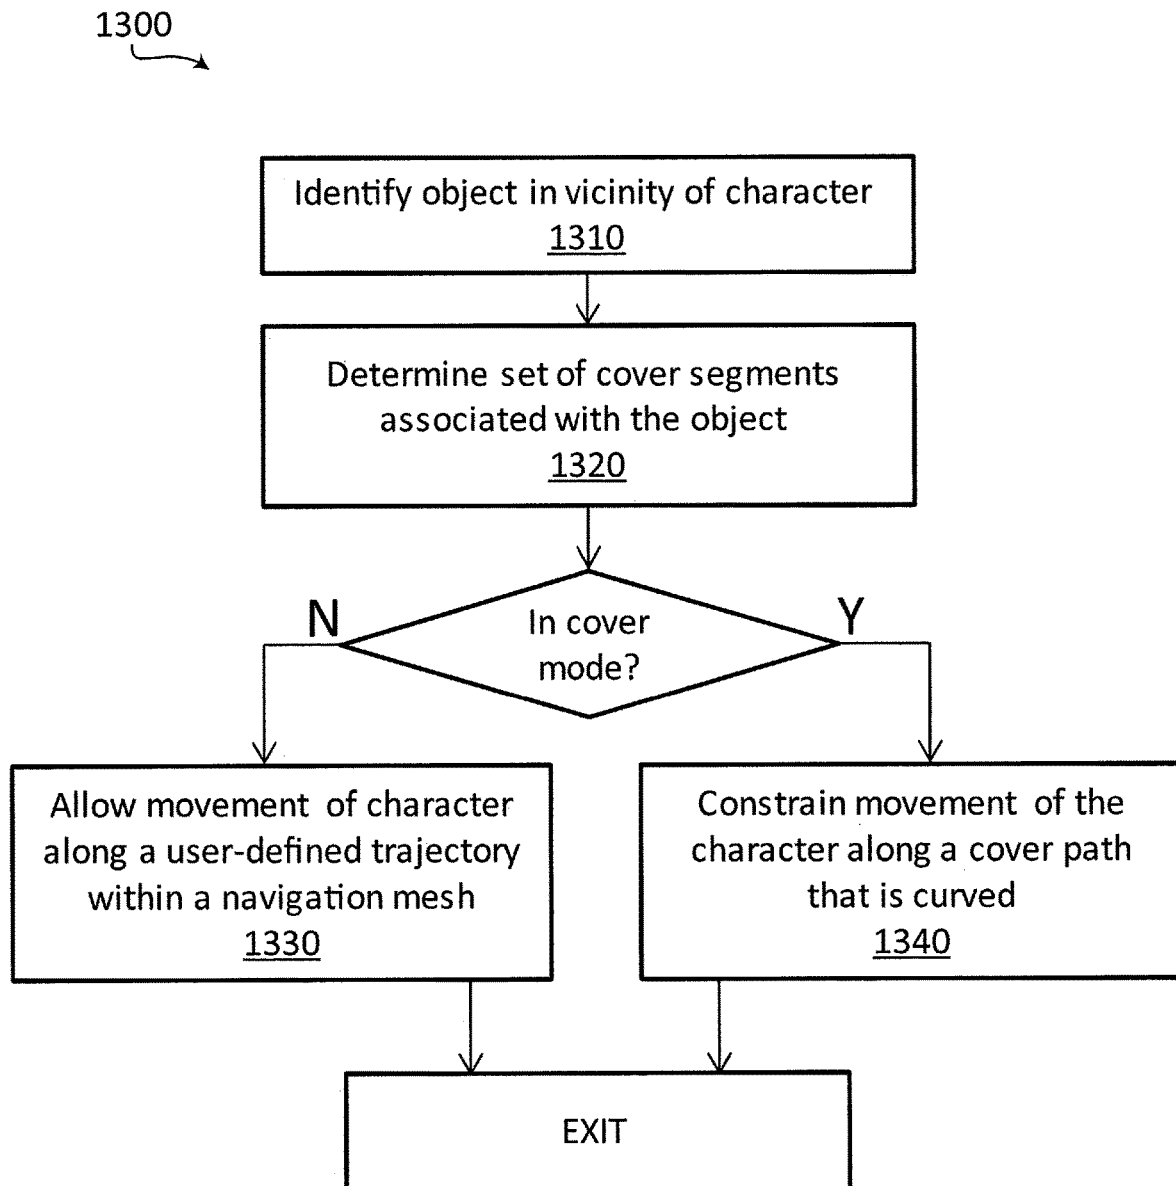 1300
Identify object in vicinity of character
1310
Determine set of cover segments
associated with the object
1320
N
Y
In cover
mode?
Allow movement of character
along a user-defined trajectory
within a navigation mesh
1330
Constrain movement of the
character along a cover path
that is curved
1340
EXIT